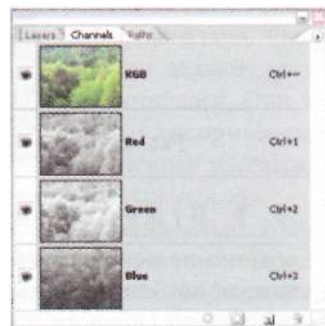 Layers Channels Paths
RGB Ctrl+~
Red Ctrl+1
Green Ctrl+2
Blue Ctrl+3